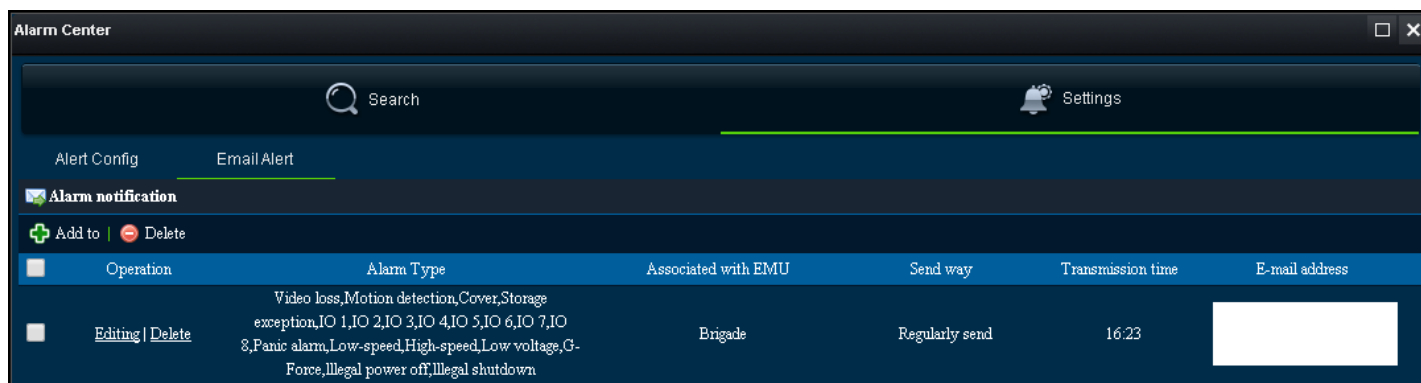 Alarm Center
Search
Settings
Alert Config
Email Alert
Alarm notification
Add to | Delete
Operation
Alarm Type
Associated with EMU
Send way
Transmission time
E-mail address
Video loss,Motion detection,Cover,Storage
exception,IO 1,IO 2,IO 3,IO 4,IO 5,IO 6,IO 7,IO
8,Panic alarm,Low-speed,High-speed,Low voltage,G-
Force,Illegal power off,Illegal shutdown
Editing | Delete
Brigade
Regularly send
16:23